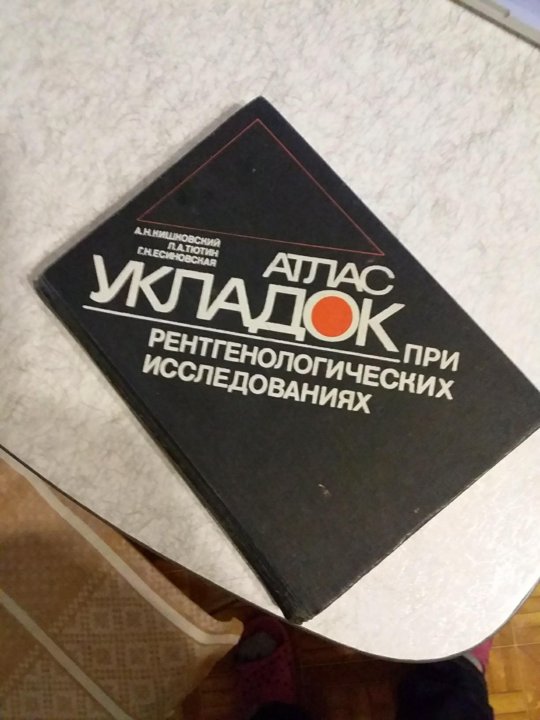 А.Н.КИШКОВСКИЙ
Л.А.ТЮТИН
Г.Н.ЕСИНОВСКАЯ
АТЛАС
УКЛАДОК
ПРИ
РЕНТГЕНОЛОГИЧЕСКИХ
ИССЛЕДОВАНИЯХ